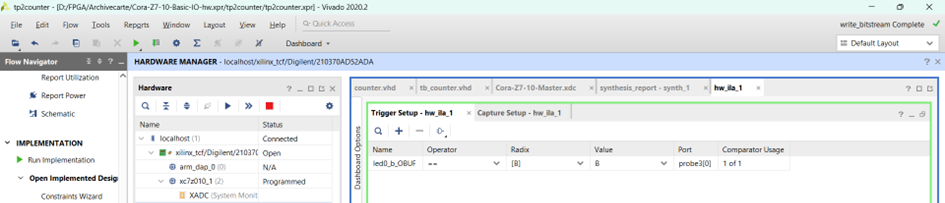 tp2counter - [D:/FPGA/Archivecarte/Cora-Z7-10-Basic-IO-hw.xpr/tp2counter/tp2counter.xpr] - Vivado 2020.2
File Edit Flow Tools Reports Window Layout View Help Quick Access
write_bitstream Complete
Dashboard
Default Layout
Flow Navigator
HARDWARE MANAGER - localhost/xilinx_tcf/Digilent/210370AD52ADA
Report Utilization
Report Power
Schematic
IMPLEMENTATION
Run Implementation
Open Implemented Desig
Constraints Wizard
Hardware
Name Status
localhost (1) Connected
xilinx_tcf/Digilent/210370 Open
arm_dap_0 (0) N/A
xc7z010_1 (2) Programmed
XADC (System Monit
counter.vhd tb_counter.vhd Cora-Z7-10-Master.xdc synthesis_report - synth_1 hw_ila_1
Dashboard Options
Trigger Setup - hw_ila_1 Capture Setup - hw_ila_1
Name Operator Radix Value Port Comparator Usage
led0_b_OBUF == [B] B probe3[0] 1 of 1